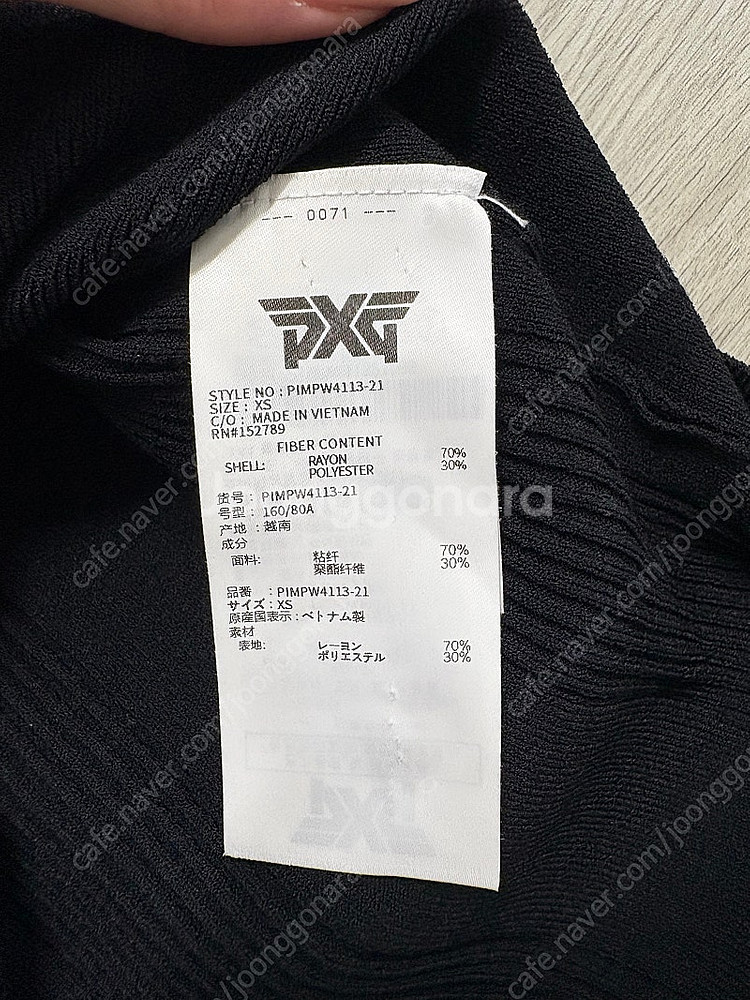 --- 0071 ---
PXG
STYLE NO : PIMPW4113-21
SIZE : XS
C/O : MADE IN VIETNAM
RN#152789
FIBER CONTENT
SHELL: RAYON 70%
POLYESTER 30%
货号 : PIMPW4113-21
号型 : 160/80A
产地 : 越南
成分
面料: 粘纤 70%
聚酯纤维 30%
品番 : PIMPW4113-21
サイズ : XS
原産国表示 : ベトナム製
素材
表地: レーヨン 70%
ポリエステル 30%
Joonggonara
cafe.naver.com/joonggonara